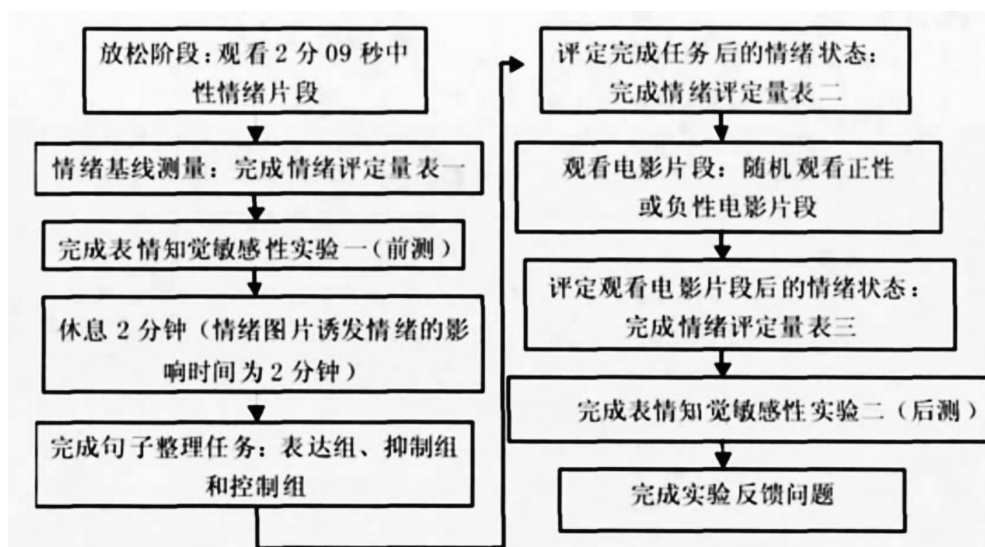 放松阶段：观看2分09秒中
性情绪片段
情绪基线测量：完成情绪评定量表一
完成表情知觉敏感性实验一（前测）
休息2分钟（情绪图片诱发情绪的影
响时间为2分钟）
完成句子整理任务：表达组、抑制组
和控制组
评定完成任务后的情绪状态：
完成情绪评定量表二
观看电影片段：随机观看正性
或负性电影片段
评定观看电影片段后的情绪状态：
完成情绪评定量表三
完成表情知觉敏感性实验二（后测）
完成实验反馈问题